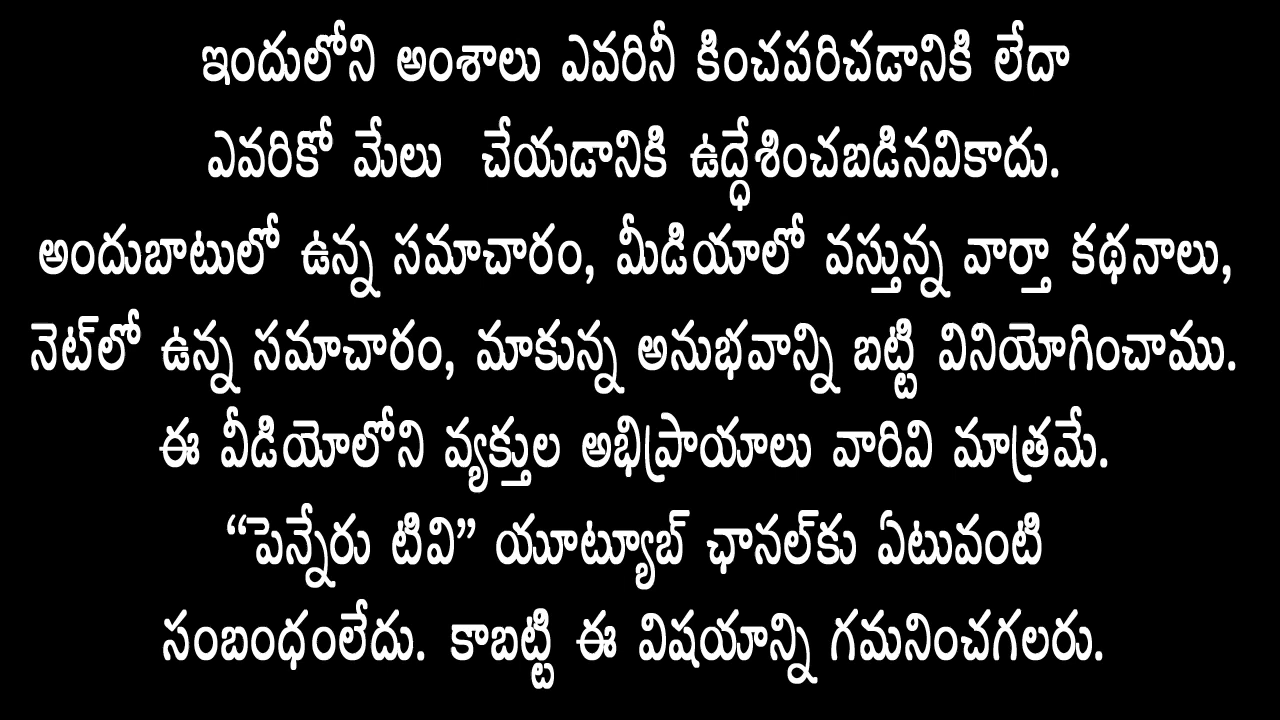 ఇందులోని అంశాలు ఎవరినీ కించపరిచడానికి లేదా
ఎవరికో మేలు చేయడానికి ఉద్ధేశించబడినవికాదు.
అందుబాటులో ఉన్న సమాచారం, మీడియాలో వస్తున్న వార్తా కథనాలు,
నెట్‌లో ఉన్న సమాచారం, మాకున్న అనుభవాన్ని బట్టి వినియోగించాము.
ఈ వీడియోలోని వ్యక్తుల అభిప్రాయాలు వారివి మాత్రమే.
“పెన్నేరు టివి” యూట్యూబ్ ఛానల్‌కు ఏటువంటి
సంబంధంలేదు. కాబట్టి ఈ విషయాన్ని గమనించగలరు.